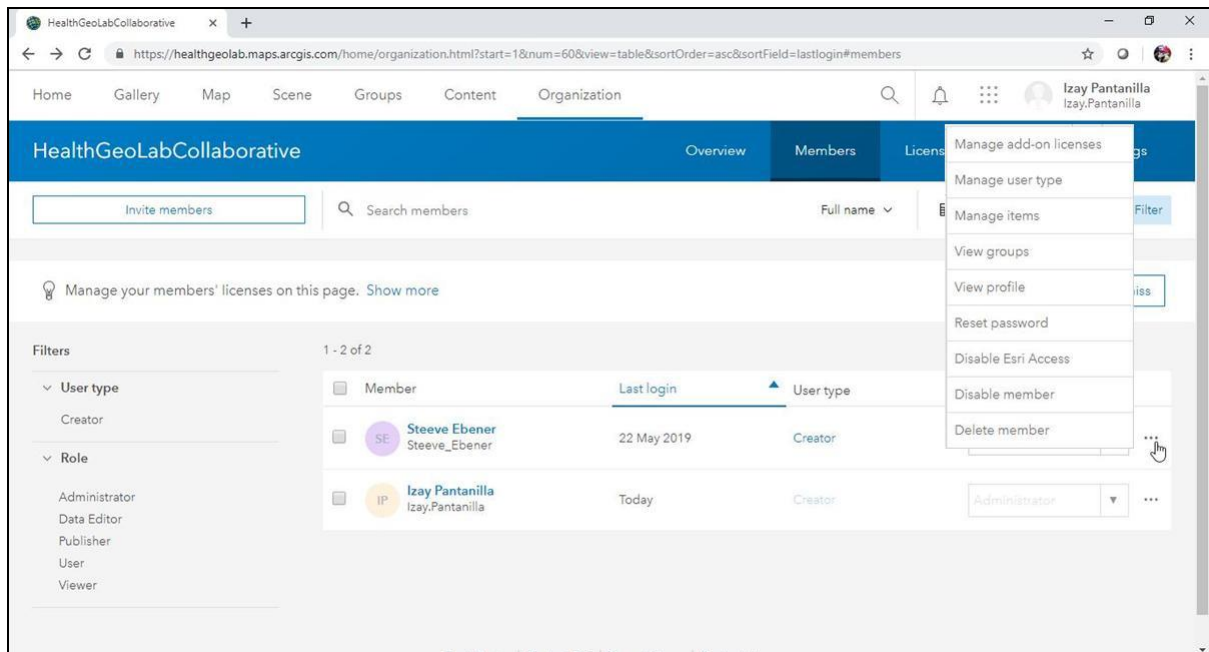 HealthGeoLabCollaborative
https://healthgeolab.maps.arcgis.com/home/organization.html?start=1&num=60&view=table&sortOrder=asc&sortField=lastlogin#members
Home Gallery Map Scene Groups Content Organization
Izay Pantanilla
Izay.Pantanilla
HealthGeoLabCollaborative Overview Members Licens gs
Invite members Search members Full name Filter
Manage add-on licenses
Manage user type
Manage items
View groups
View profile
Reset password
Disable Esri Access
Disable member
Delete member
Manage your members' licenses on this page. Show more iss
Filters
User type
Creator
Role
Administrator
Data Editor
Publisher
User
Viewer
1 - 2 of 2
Member Last login User type
SE Steeve Ebener 22 May 2019 Creator
Steeve_Ebener
IP Izay Pantanilla Today Creator Administrator
Izay.Pantanilla